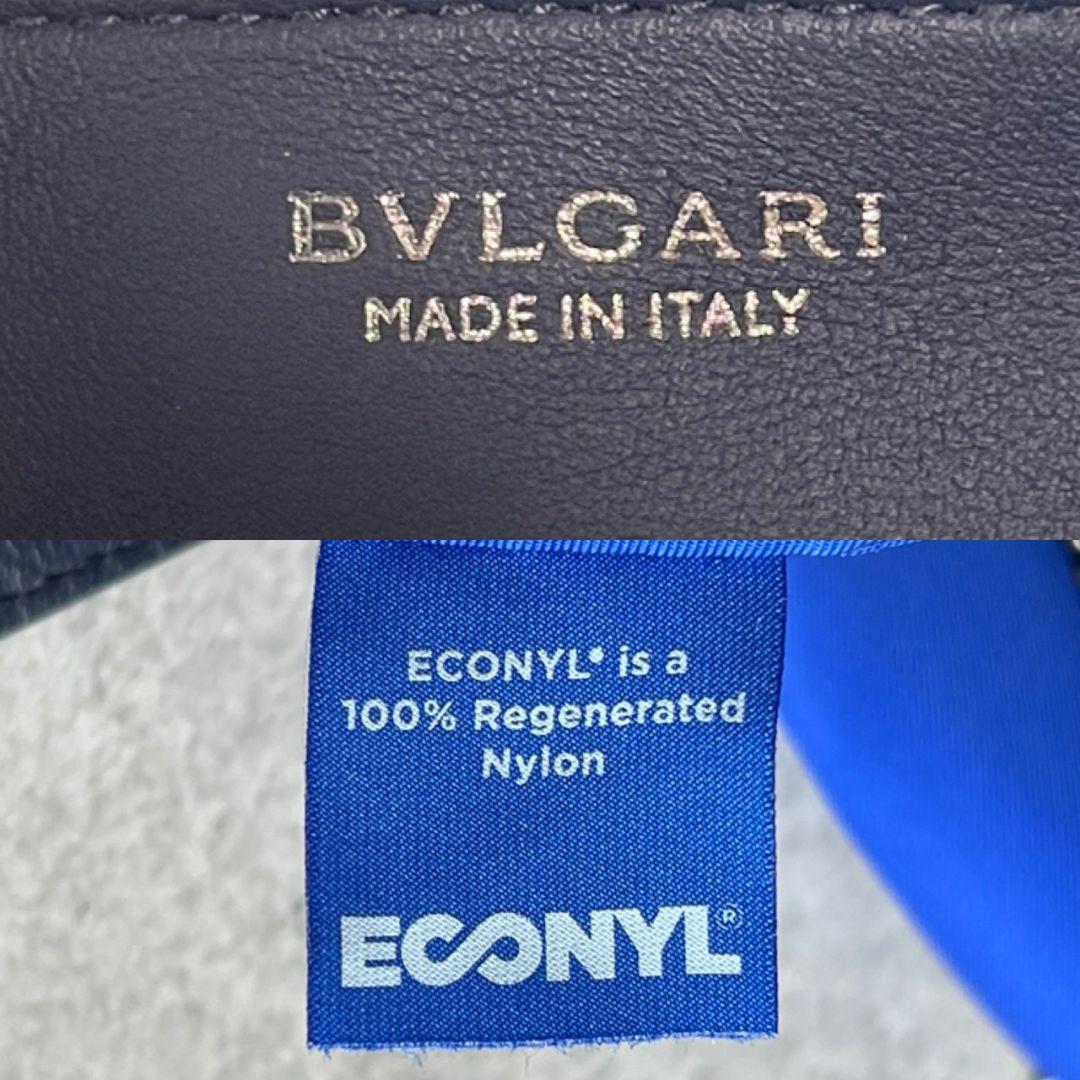 BVLGARI
MADE IN ITALY
ECONYL® is a
100% Regenerated
Nylon
ECONYL®